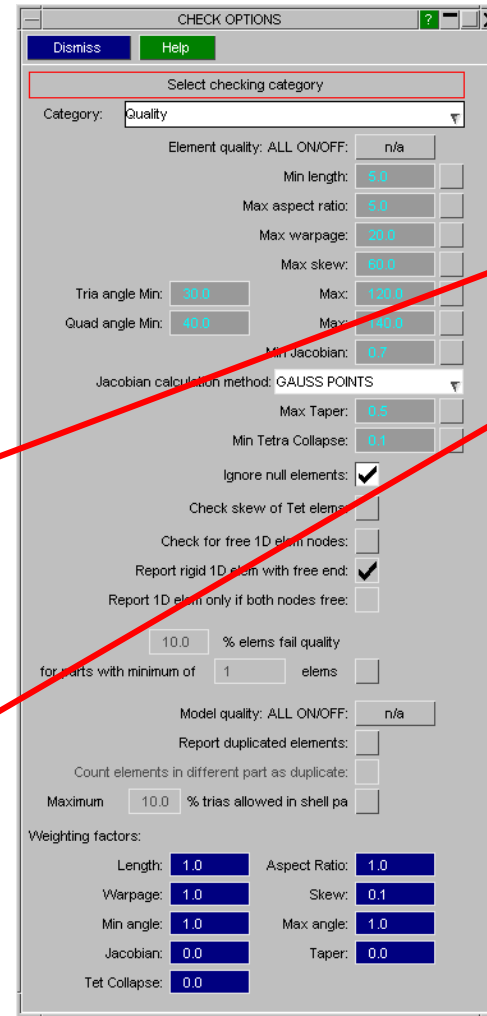 CHECK OPTIONS ?
Dismiss Help
Select checking category
Category: Quality
Element quality: ALL ON/OFF: n/a
Min length: 5.0
Max aspect ratio: 5.0
Max warpage: 20.0
Max skew: 60.0
Tria angle Min: 30.0 Max: 120.0
Quad angle Min: 40.0 Max: 140.0
Min Jacobian: 0.7
Jacobian calculation method: GAUSS POINTS
Max Taper: 0.5
Min Tetra Collapse: 0.1
Ignore null elements:
Check skew of Tet elems:
Check for free 1D elem nodes:
Report rigid 1D elem with free end:
Report 1D elem only if both nodes free:
10.0 % elems fail quality
for parts with minimum of 1 elems
Model quality: ALL ON/OFF: n/a
Report duplicated elements:
Count elements in different part as duplicate:
Maximum 10.0 % trias allowed in shell pa
Weighting factors:
Length: 1.0 Aspect Ratio: 1.0
Warpage: 1.0 Skew: 0.1
Min angle: 1.0 Max angle: 1.0
Jacobian: 0.0 Taper: 0.0
Tet Collapse: 0.0